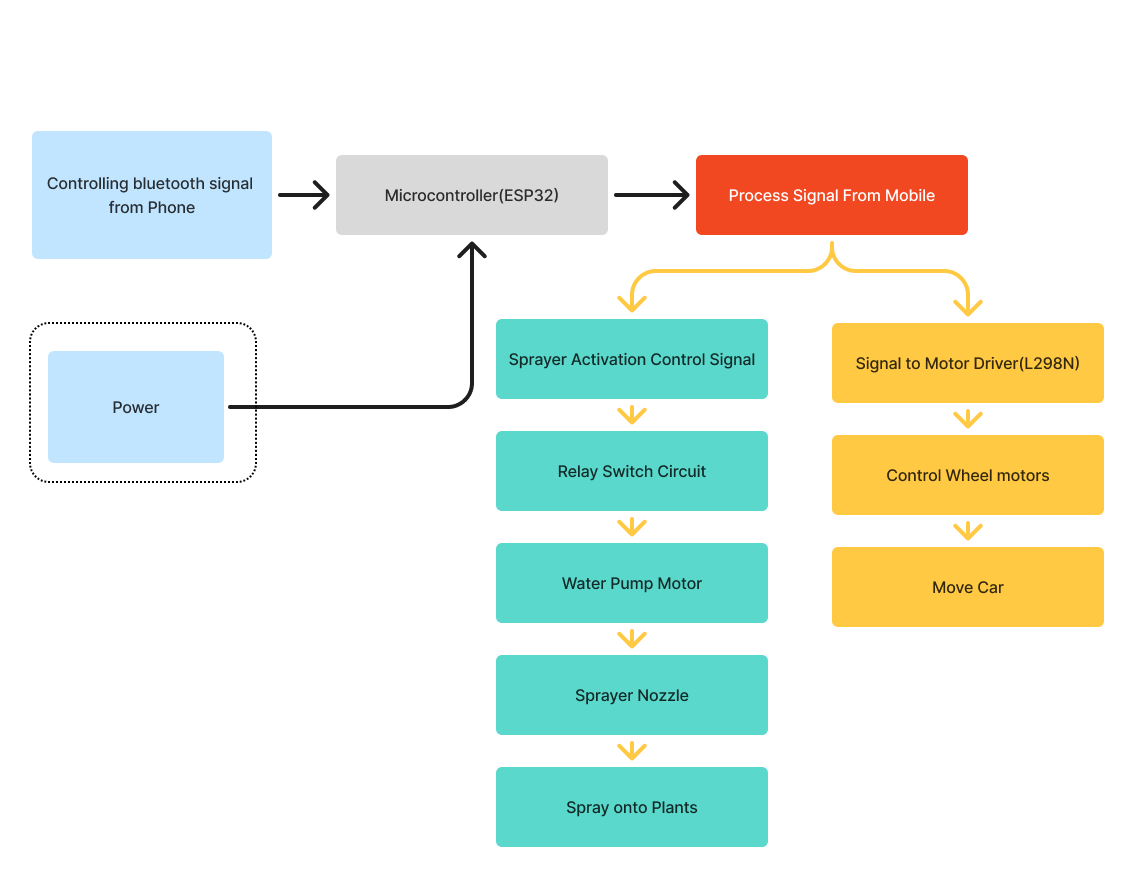 Controlling bluetooth signal
from Phone
Microcontroller(ESP32)
Process Signal From Mobile
Power
Sprayer Activation Control Signal
Relay Switch Circuit
Water Pump Motor
Sprayer Nozzle
Spray onto Plants
Signal to Motor Driver(L298N)
Control Wheel motors
Move Car